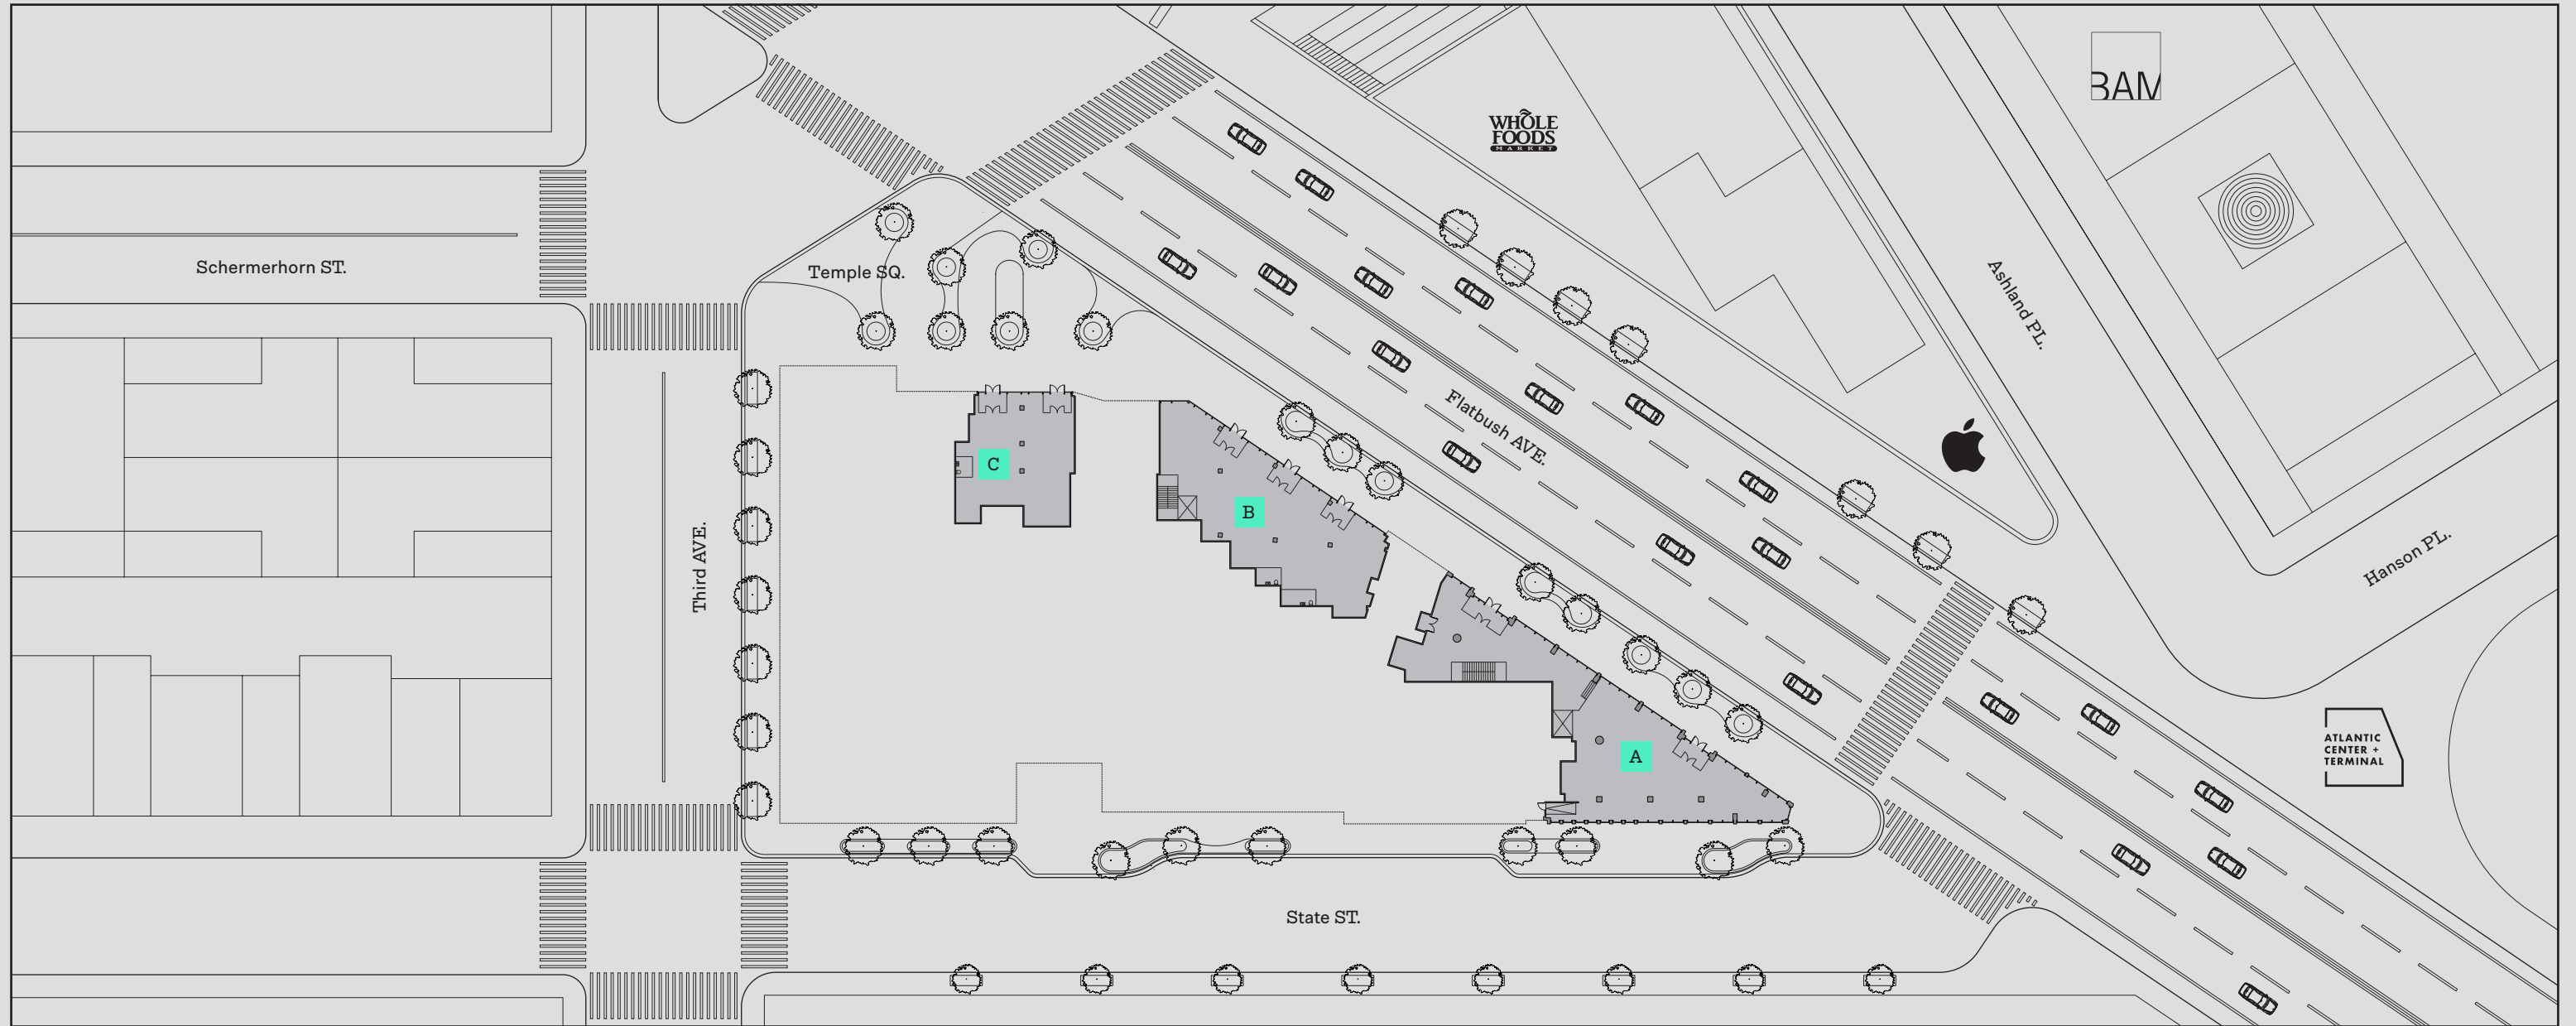 BAM
WHOLE
FOODS
MARKET
Schermerhorn ST.
Temple SQ.
Ashland PL.
Flatbush AVE.
C
B
Third AVE.
Hanson PL.
A
ATLANTIC
CENTER +
TERMINAL
State ST.